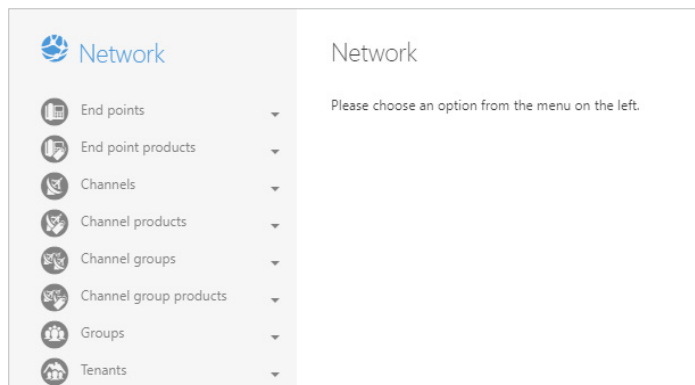 Network
End points
End point products
Channels
Channel products
Channel groups
Channel group products
Groups
Tenants
Network
Please choose an option from the menu on the left.